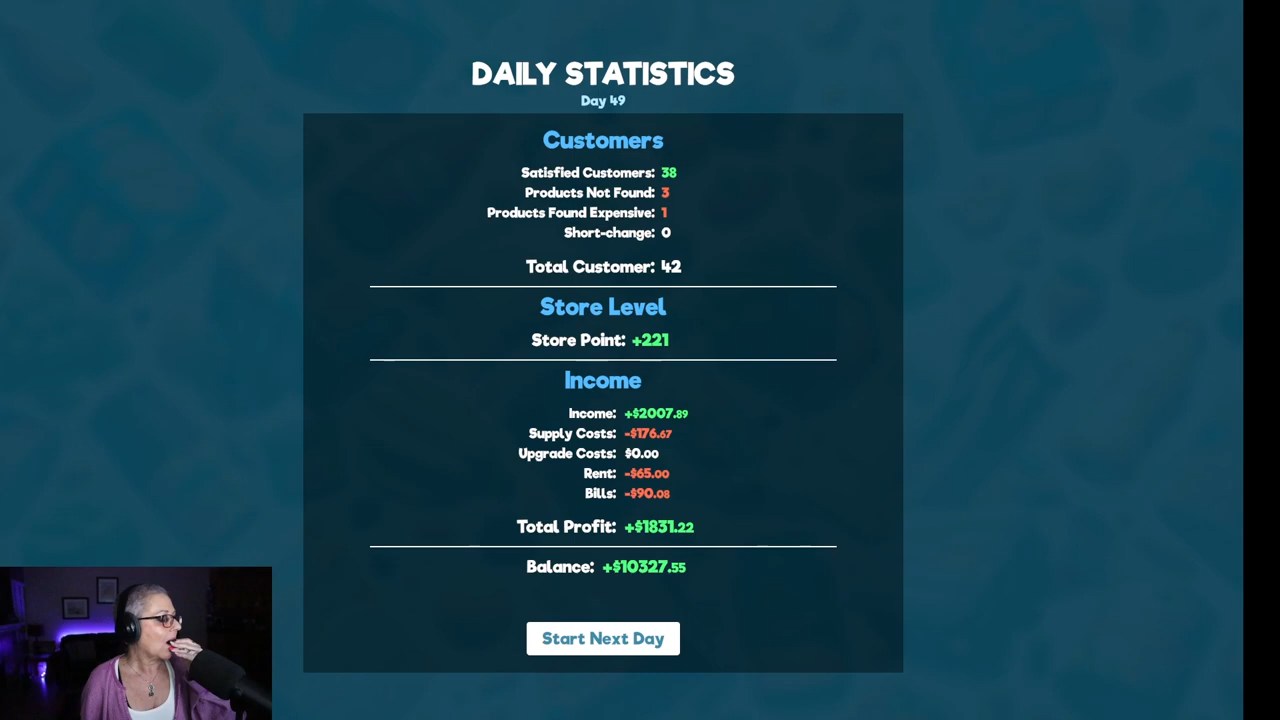 DAILY STATISTICS
Day 49
Customers
Satisfied Customers: 38
Products Not Found: 3
Products Found Expensive: 1
Short-change: 0
Total Customer: 42
Store Level
Store Point: +221
Income
Income: +$2007.89
Supply Costs: -$176.67
Upgrade Costs: $0.00
Rent: -$65.00
Bills: -$90.08
Total Profit: +$1831.22
Balance: +$10327.55
Start Next Day